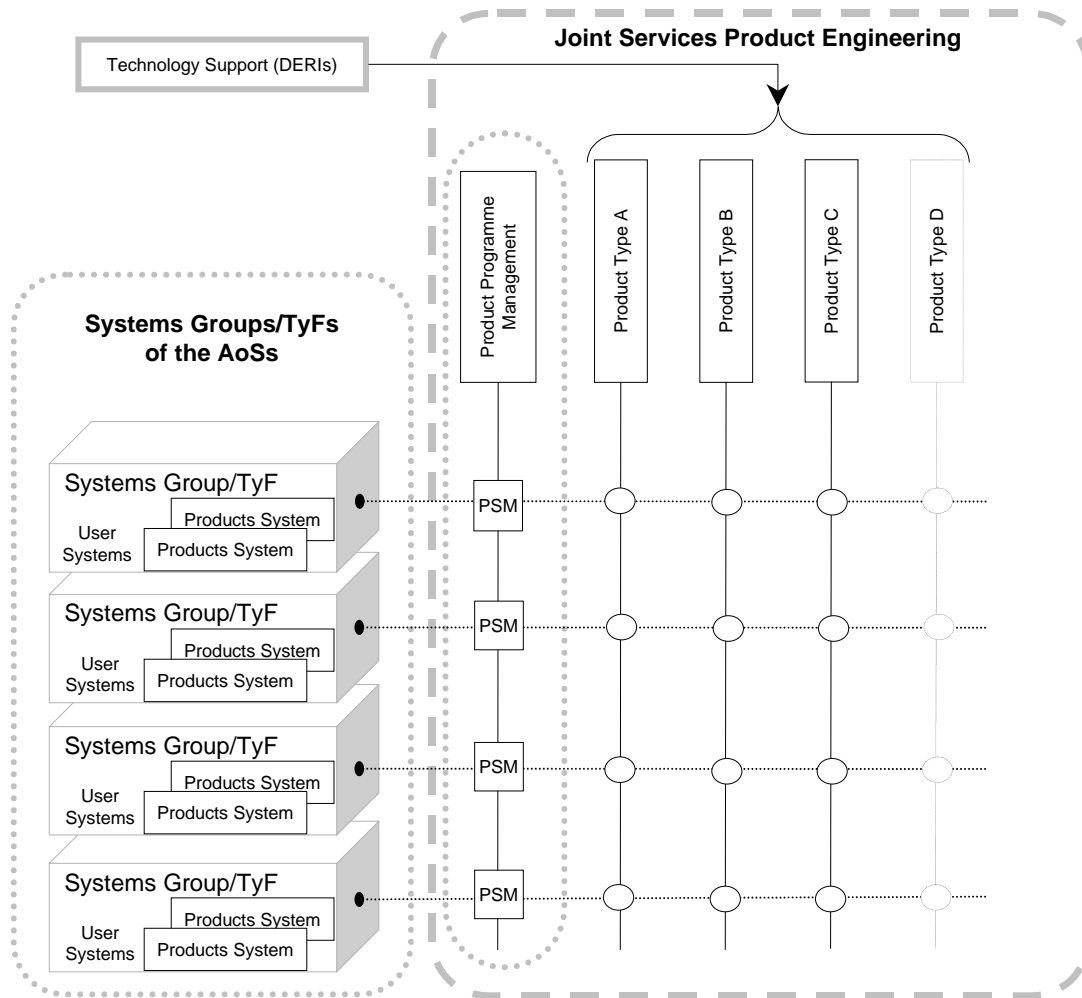 Joint Services Product Engineering
Technology Support (DERIs)
Product Programme
Management
Product Type A
Product Type B
Product Type C
Product Type D
Systems Groups/TyFs
of the AoSs
Systems Group/TyF
Products System
User
Systems
Products System
PSM
Systems Group/TyF
Products System
User
Systems
Products System
PSM
Systems Group/TyF
Products System
User
Systems
Products System
PSM
Systems Group/TyF
Products System
User
Systems
Products System
PSM